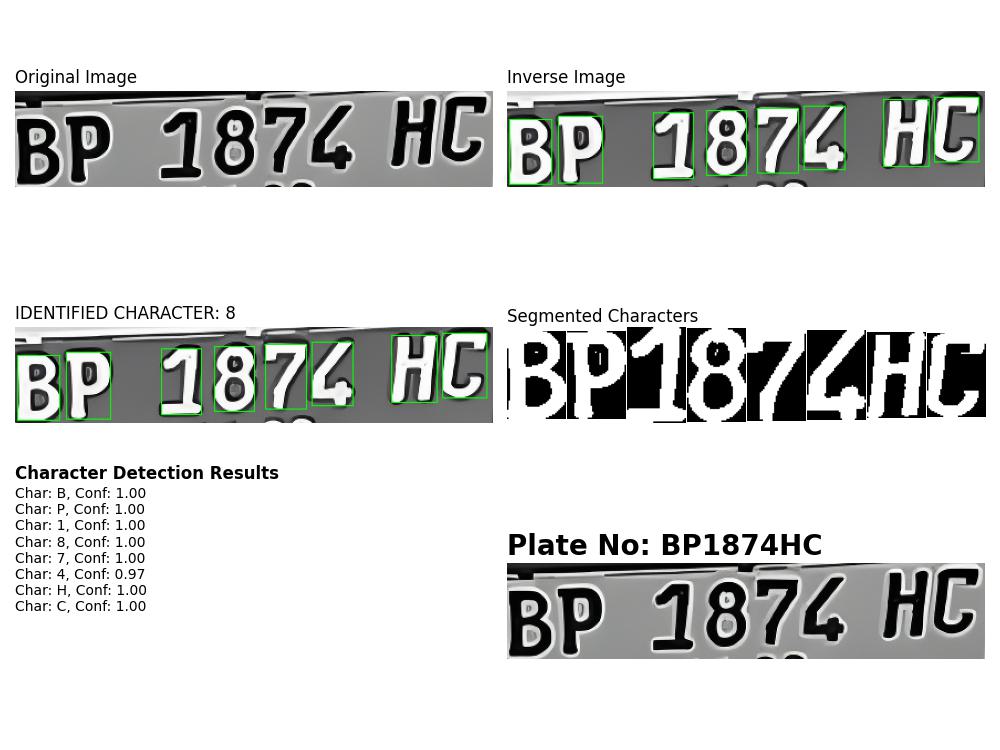 Original Image
BP 1874 HC
Inverse Image
BP 1874 HC
IDENTIFIED CHARACTER: 8
BP 1874 HC
Segmented Characters
BP1874HC
Character Detection Results
Char: B, Conf: 1.00
Char: P, Conf: 1.00
Char: 1, Conf: 1.00
Char: 8, Conf: 1.00
Char: 7, Conf: 1.00
Char: 4, Conf: 0.97
Char: H, Conf: 1.00
Char: C, Conf: 1.00
Plate No: BP1874HC
BP 1874 HC